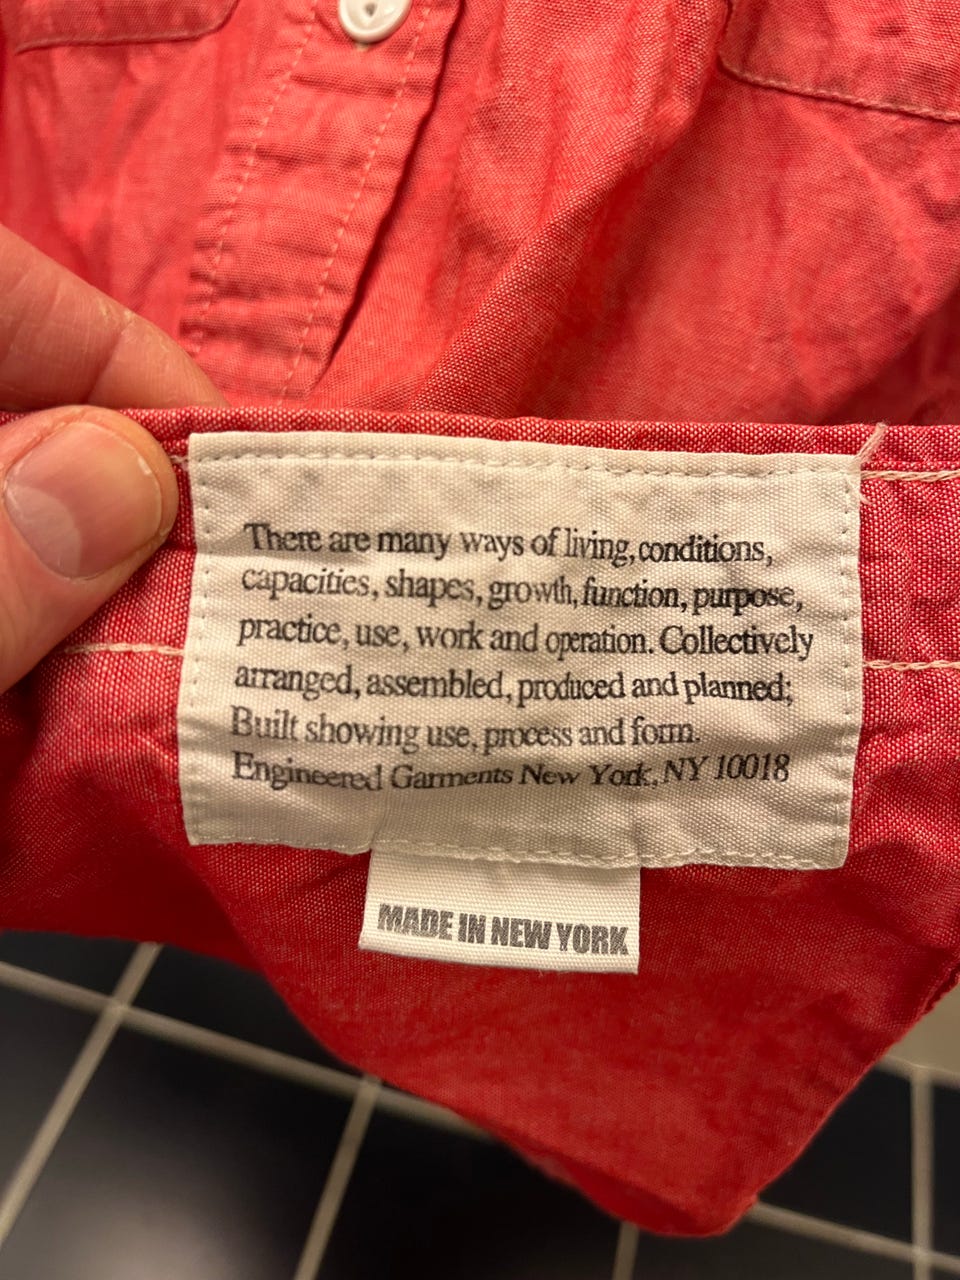 There are many ways of living, conditions,
capacities, shapes, growth, function, purpose,
practice, use, work and operation. Collectively
arranged, assembled, produced and planned;
Built showing use, process and form.
Engineered Garments New York, NY 10018
MADE IN NEW YORK